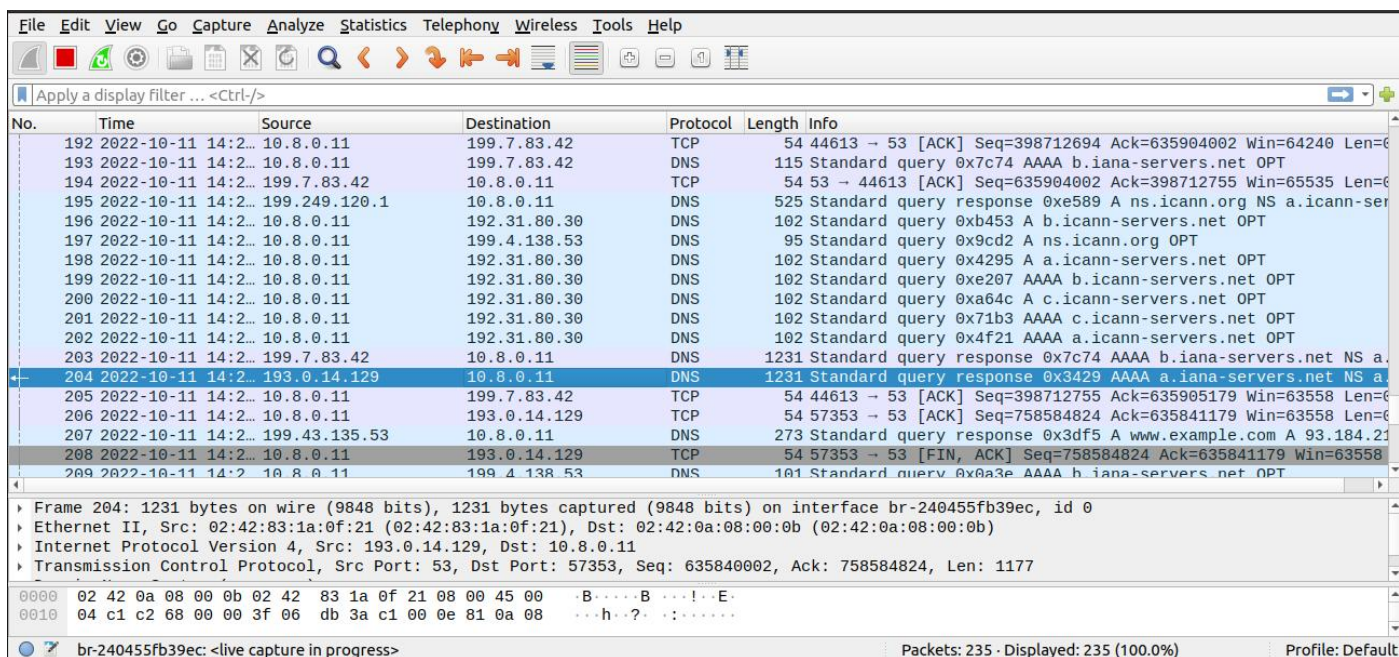 File Edit View Go Capture Analyze Statistics Telephony Wireless Tools Help
Apply a display filter … <Ctrl-/>
No. Time Source Destination Protocol Length Info
192 2022-10-11 14:2… 10.8.0.11 199.7.83.42 TCP 54 44613 → 53 [ACK] Seq=398712694 Ack=635904002 Win=64240 Len=0
193 2022-10-11 14:2… 10.8.0.11 199.7.83.42 DNS 115 Standard query 0x7c74 AAAA b.iana-servers.net OPT
194 2022-10-11 14:2… 199.7.83.42 10.8.0.11 TCP 54 53 → 44613 [ACK] Seq=635904002 Ack=398712755 Win=65535 Len=0
195 2022-10-11 14:2… 199.249.120.1 10.8.0.11 DNS 525 Standard query response 0xe589 A ns.icann.org NS a.icann-ser
196 2022-10-11 14:2… 10.8.0.11 192.31.80.30 DNS 102 Standard query 0xb453 A b.icann-servers.net OPT
197 2022-10-11 14:2… 10.8.0.11 199.4.138.53 DNS 95 Standard query 0x9cd2 A ns.icann.org OPT
198 2022-10-11 14:2… 10.8.0.11 192.31.80.30 DNS 102 Standard query 0x4295 A a.icann-servers.net OPT
199 2022-10-11 14:2… 10.8.0.11 192.31.80.30 DNS 102 Standard query 0xe207 AAAA b.icann-servers.net OPT
200 2022-10-11 14:2… 10.8.0.11 192.31.80.30 DNS 102 Standard query 0xa64c A c.icann-servers.net OPT
201 2022-10-11 14:2… 10.8.0.11 192.31.80.30 DNS 102 Standard query 0x71b3 AAAA c.icann-servers.net OPT
202 2022-10-11 14:2… 10.8.0.11 192.31.80.30 DNS 102 Standard query 0x4f21 AAAA a.icann-servers.net OPT
203 2022-10-11 14:2… 199.7.83.42 10.8.0.11 DNS 1231 Standard query response 0x7c74 AAAA b.iana-servers.net NS a.
204 2022-10-11 14:2… 193.0.14.129 10.8.0.11 DNS 1231 Standard query response 0x3429 AAAA a.iana-servers.net NS a.
205 2022-10-11 14:2… 10.8.0.11 199.7.83.42 TCP 54 44613 → 53 [ACK] Seq=398712755 Ack=635905179 Win=63558 Len=0
206 2022-10-11 14:2… 10.8.0.11 193.0.14.129 TCP 54 57353 → 53 [ACK] Seq=758584824 Ack=635841179 Win=63558 Len=0
207 2022-10-11 14:2… 199.43.135.53 10.8.0.11 DNS 273 Standard query response 0x3df5 A www.example.com A 93.184.21
208 2022-10-11 14:2… 10.8.0.11 193.0.14.129 TCP 54 57353 → 53 [FIN, ACK] Seq=758584824 Ack=635841179 Win=63558
209 2022-10-11 14:2 10.8.0.11 199.4.138.53 DNS 101 Standard query 0x0a3e AAAA b.iana-servers.net OPT
Frame 204: 1231 bytes on wire (9848 bits), 1231 bytes captured (9848 bits) on interface br-240455fb39ec, id 0
Ethernet II, Src: 02:42:83:1a:0f:21 (02:42:83:1a:0f:21), Dst: 02:42:0a:08:00:0b (02:42:0a:08:00:0b)
Internet Protocol Version 4, Src: 193.0.14.129, Dst: 10.8.0.11
Transmission Control Protocol, Src Port: 53, Dst Port: 57353, Seq: 635840002, Ack: 758584824, Len: 1177
0000 02 42 0a 08 00 0b 02 42 83 1a 0f 21 08 00 45 00 ·B·····B ···!··E·
0010 04 c1 c2 68 00 00 3f 06 db 3a c1 00 0e 81 0a 08 ···h··?· ·:······
br-240455fb39ec: <live capture in progress> Packets: 235 · Displayed: 235 (100.0%) Profile: Default